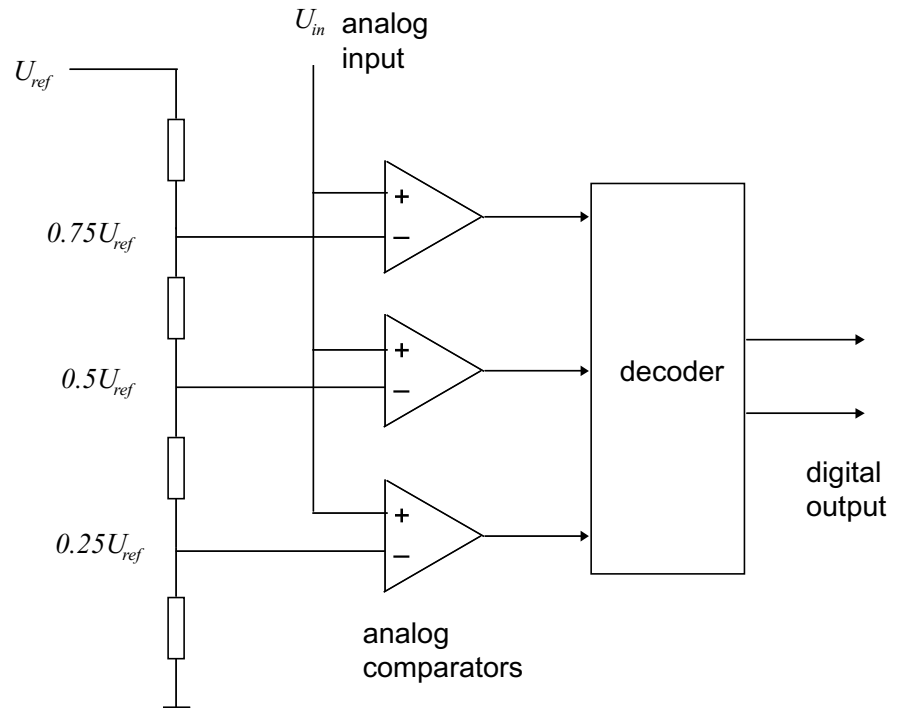 U_in analog
input
U_ref
+
−
0.75U_ref
+
−
0.5U_ref
decoder
digital
output
+
−
0.25U_ref
analog
comparators